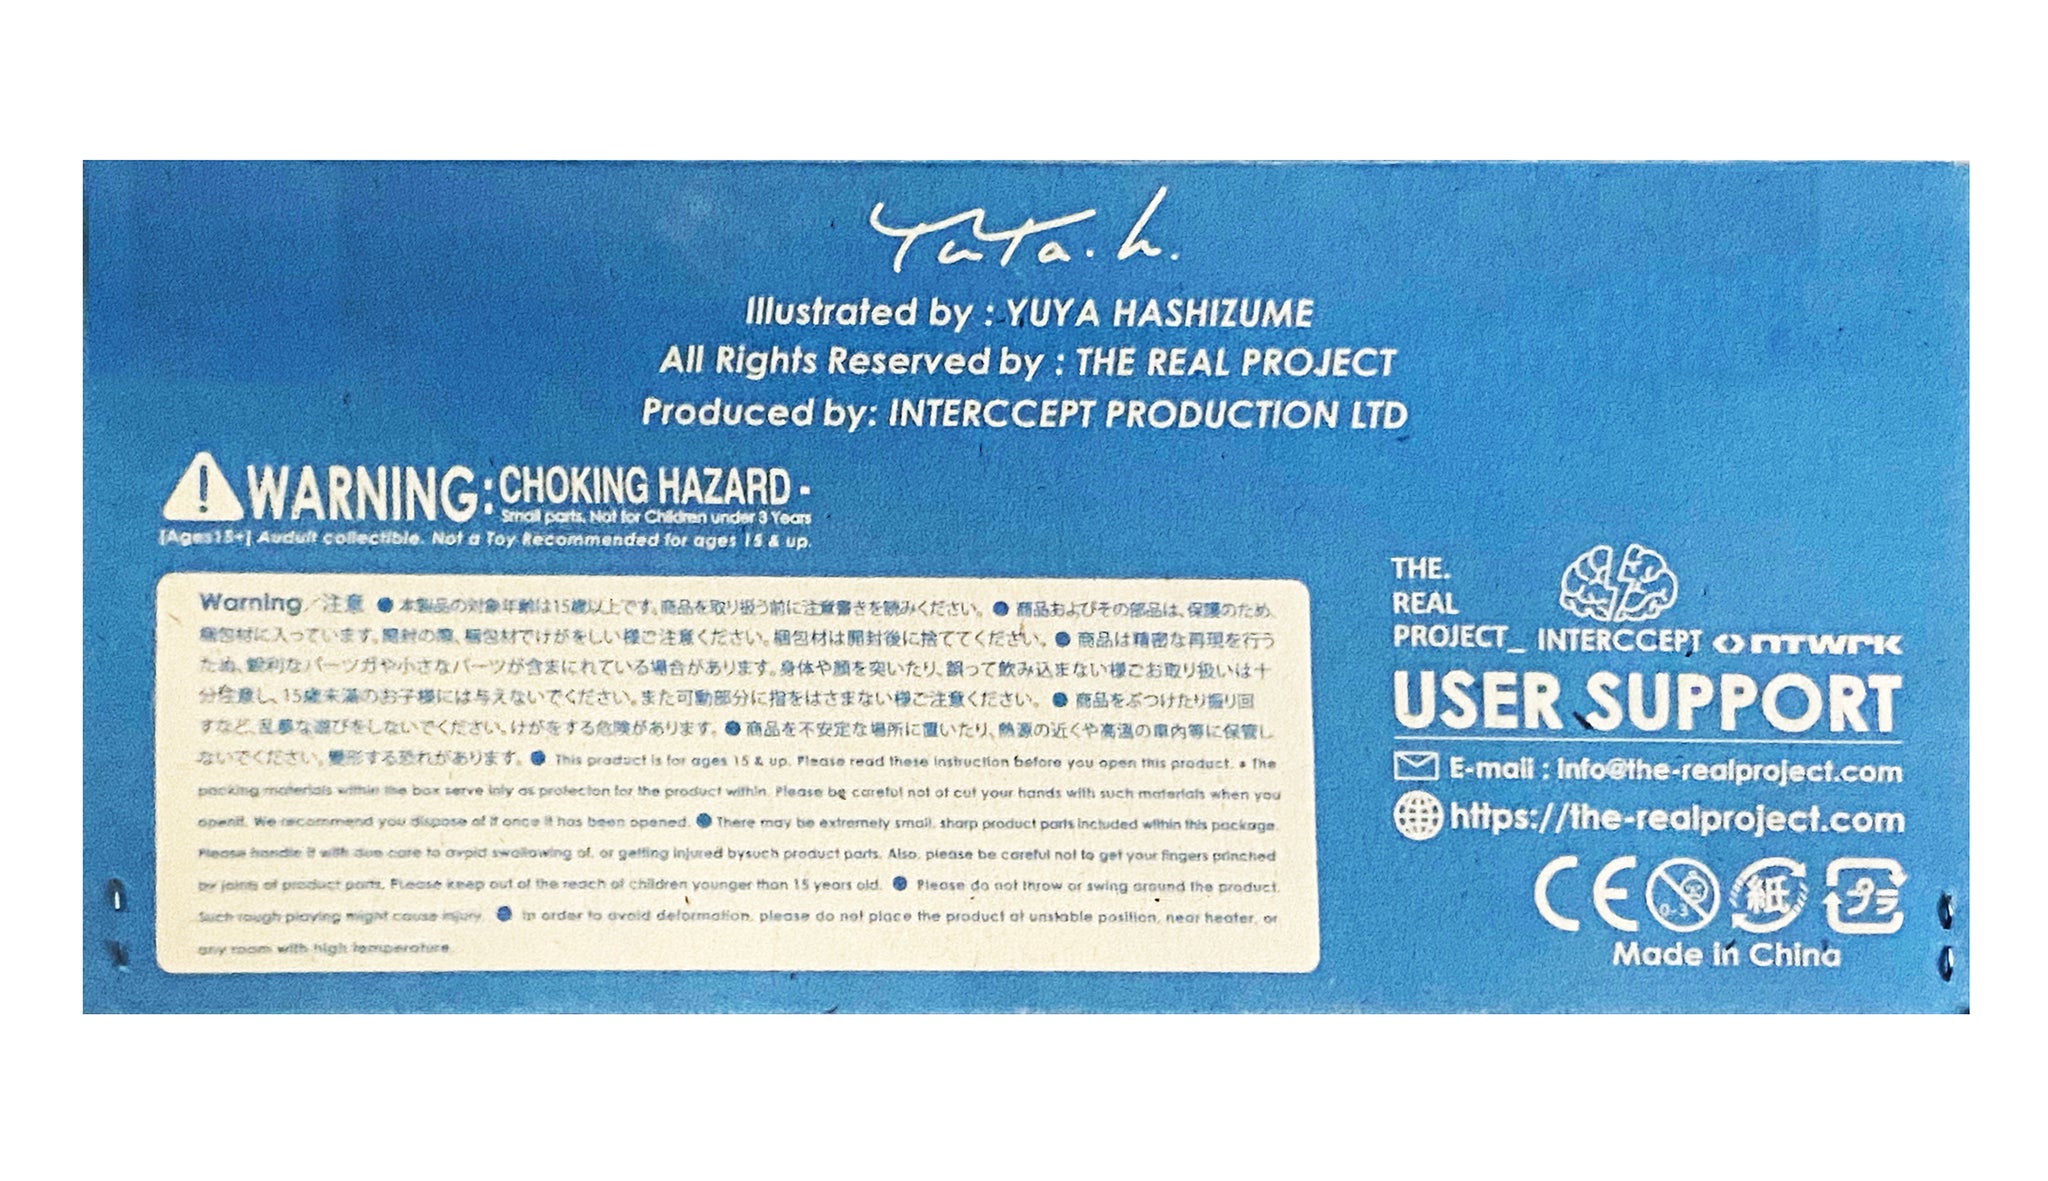 YuYa.h.
Illustrated by : YUYA HASHIZUME
All Rights Reserved by : THE REAL PROJECT
Produced by: INTERCCEPT PRODUCTION LTD
WARNING: CHOKING HAZARD -
Small parts, Not for Children under 3 Years
[Ages15+] Audult collectible. Not a Toy Recommended for ages 15 & up.
Warning／注意 ● 本製品の対象年齢は15歳以上です。商品を取り扱う前に注意書きを読みください。 ● 商品およびその部品は、保護のため、
梱包材に入っています。開封の際、梱包材でけがをしい様ご注意ください。梱包材は開封後に捨ててください。 ● 商品は精密な再現を行う
ため、鋭利なパーツガや小さなパーツが含まにれている場合があります。身体や顔を突いたり、誤って飲み込まない様ごお取り扱いは十
分注意し、15歳未満のお子様には与えないでください。また可動部分に指をはさまない様ご注意ください。 ● 商品をぶつけたり振り回
すなど、乱暴な遊びをしないでください。けがをする危険があります。 ● 商品を不安定な場所に置いたり、熱源の近くや高温の車内等に保管し
ないでください。変形する恐れがあります。 ● This product is for ages 15 & up. Please read these instruction before you open this product. ● The
packing materials within the box serve inly as protecion for the product within. Please be careful not of cut your hands with such materials when you
openit. We recommend you dispose of it once it has been opened. ● There may be extremely small, sharp product parts included within this package.
Please handle it with due care to avoid swallowing of, or getting injured bysuch product parts. Also, please be careful not to get your fingers prinched
by joints of product parts. Please keep out of the reach of children younger than 15 years old. ● Please do not throw or swing around the product.
Such rough playing might cause injury. ● In order to avoid deformation, please do not place the product at unstable position, near heater, or
any room with high temperature.
THE.
REAL
PROJECT_ INTERCCEPT NTWRK
USER SUPPORT
E-mail : info@the-realproject.com
https://the-realproject.com
CE 0-3 紙 プラ
Made in China